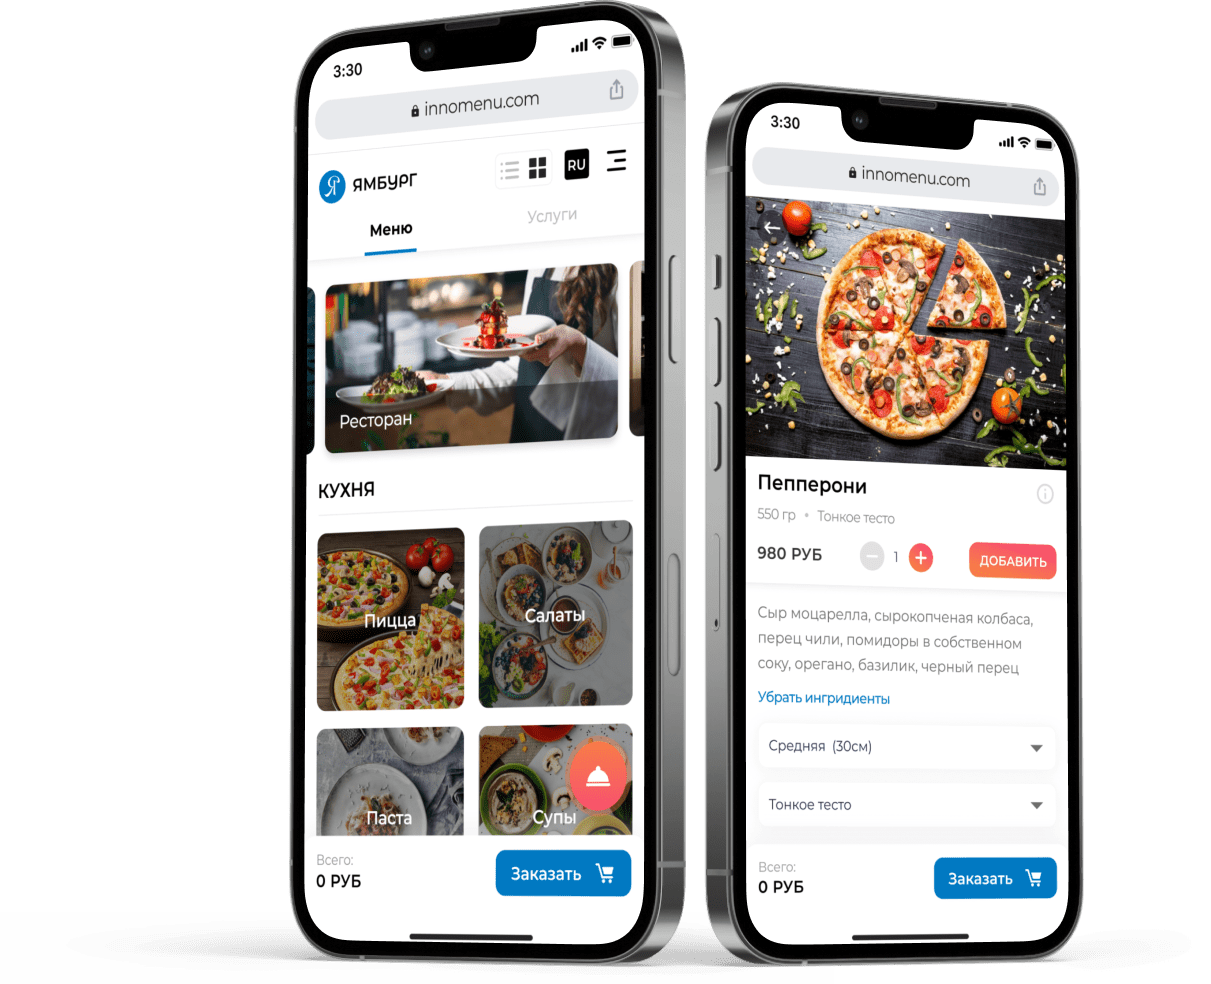 3:30
innomenu.com
ЯМБУРГ
RU
Меню
Услуги
Ресторан
КУХНЯ
Пицца
Салаты
Паста
Супы
Всего:
0 РУБ
Заказать
3:30
innomenu.com
Пепперони
550 гр • Тонкое тесто
980 РУБ
1
ДОБАВИТЬ
Сыр моцарелла, сырокопченая колбаса,
перец чили, помидоры в собственном
соку, орегано, базилик, черный перец
Убрать ингридиенты
Средняя (30см)
Тонкое тесто
Всего:
0 РУБ
Заказать